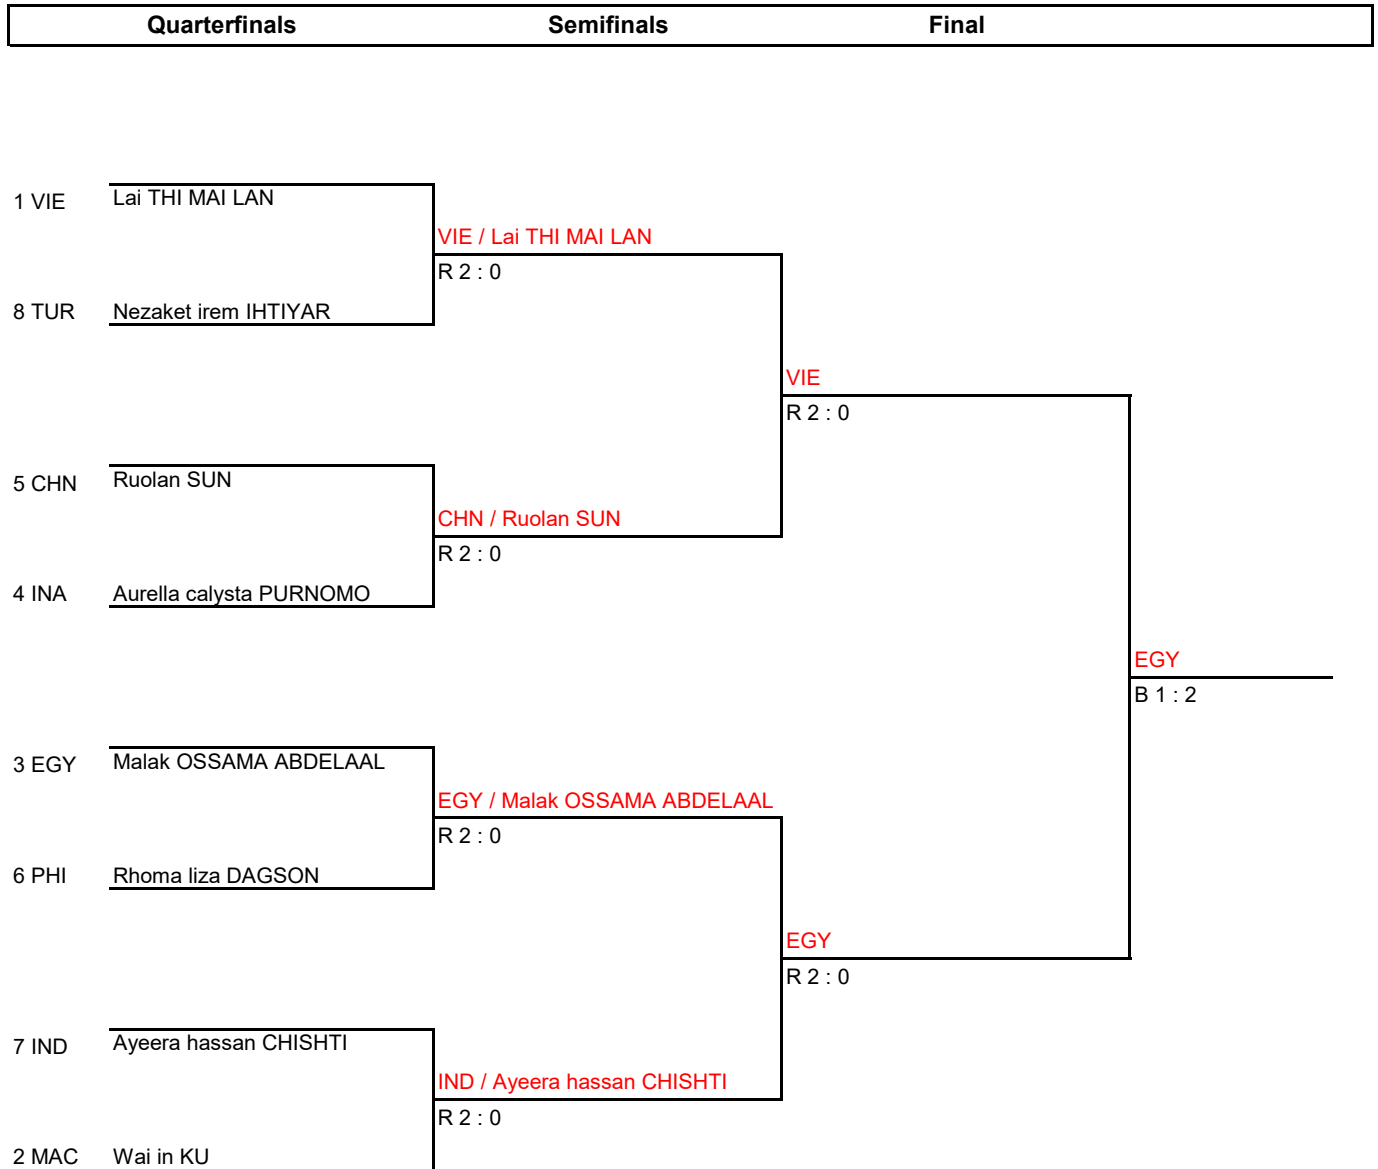 Quarterfinals Semifinals Final
1 VIE Lai THI MAI LAN
VIE / Lai THI MAI LAN
R 2 : 0
8 TUR Nezaket irem IHTIYAR
VIE
R 2 : 0
5 CHN Ruolan SUN
CHN / Ruolan SUN
R 2 : 0
4 INA Aurella calysta PURNOMO
EGY
B 1 : 2
3 EGY Malak OSSAMA ABDELAAL
EGY / Malak OSSAMA ABDELAAL
R 2 : 0
6 PHI Rhoma liza DAGSON
EGY
R 2 : 0
7 IND Ayeera hassan CHISHTI
IND / Ayeera hassan CHISHTI
R 2 : 0
2 MAC Wai in KU